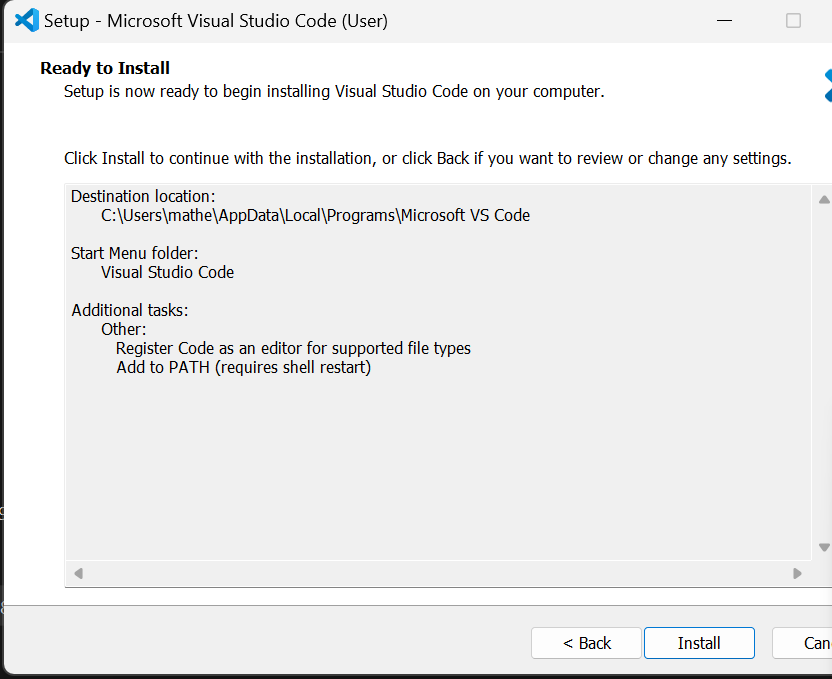 Setup - Microsoft Visual Studio Code (User)
Ready to Install
Setup is now ready to begin installing Visual Studio Code on your computer.
Click Install to continue with the installation, or click Back if you want to review or change any settings.
Destination location:
C:\Users\mathe\AppData\Local\Programs\Microsoft VS Code
Start Menu folder:
Visual Studio Code
Additional tasks:
Other:
Register Code as an editor for supported file types
Add to PATH (requires shell restart)
< Back
Install
Can